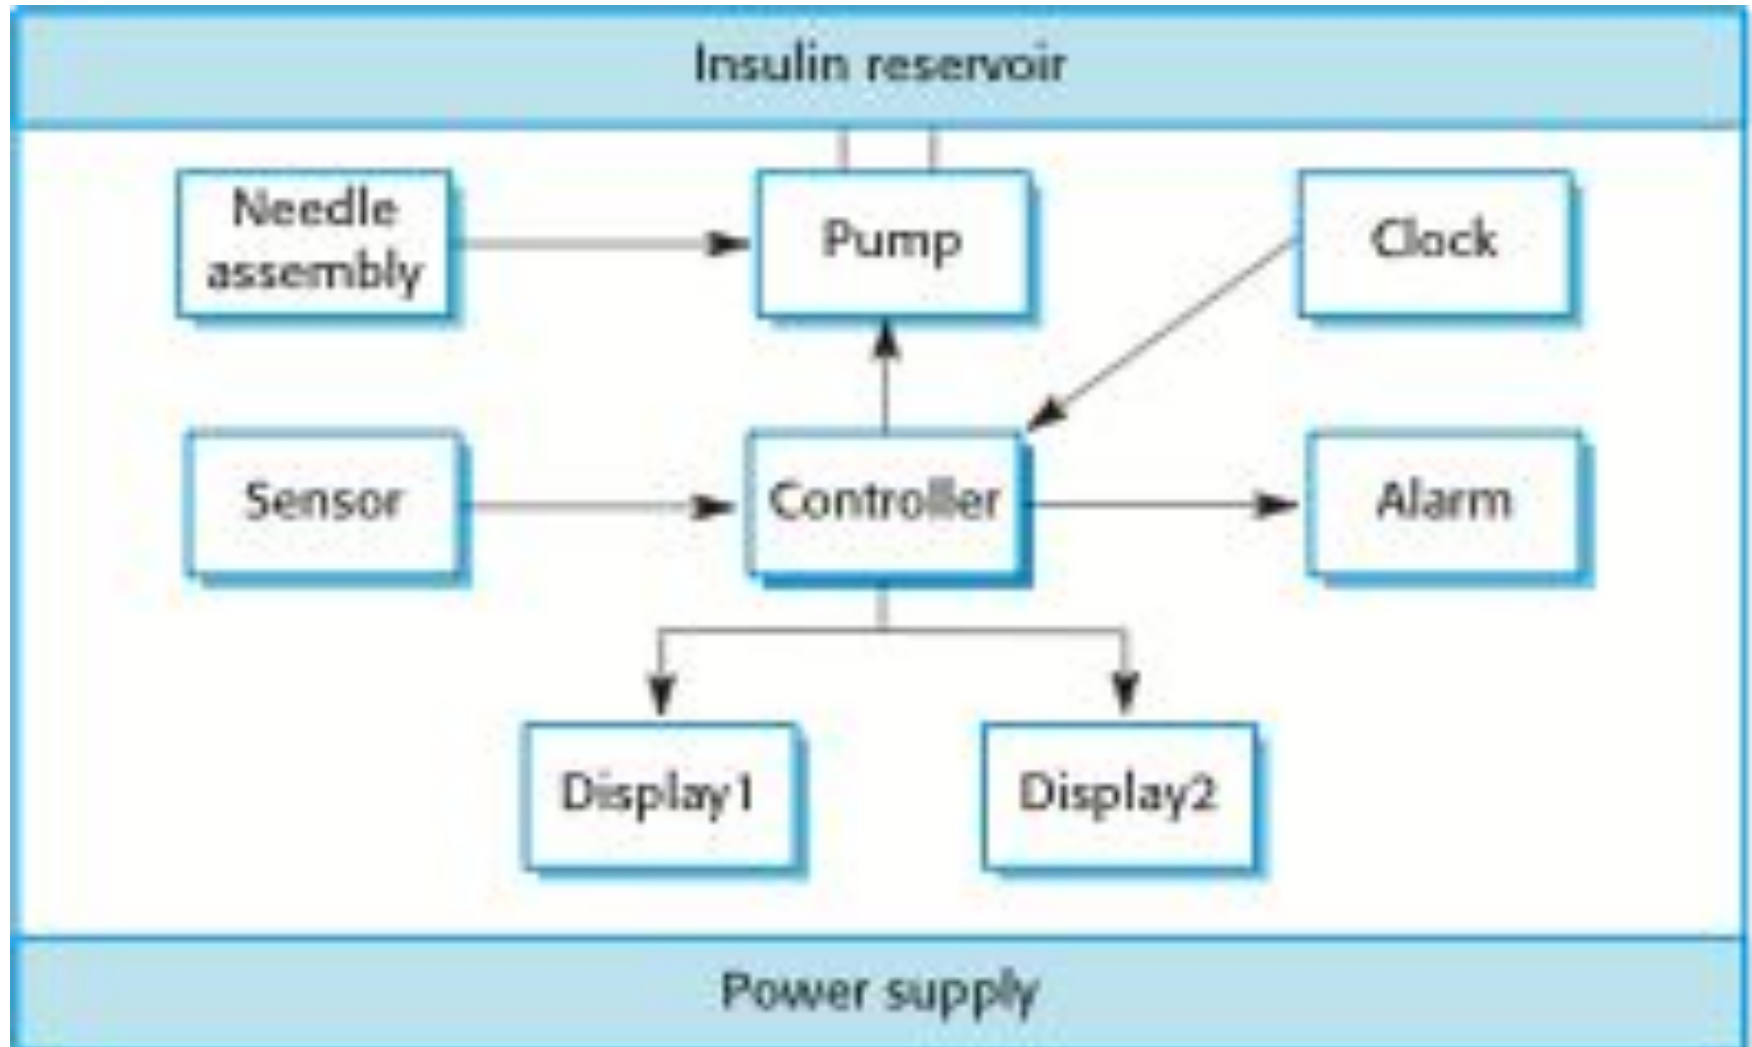 Insulin reservoir
Needle
assembly
Pump
Clock
Sensor
Controller
Alarm
Display1
Display2
Power supply